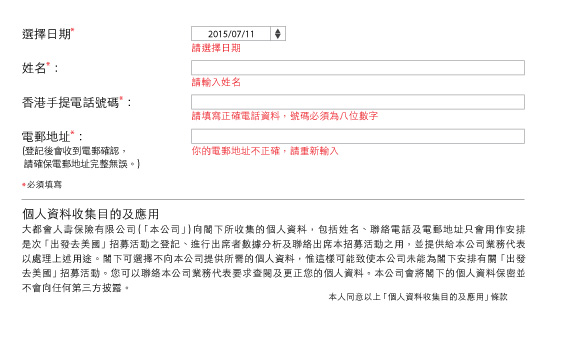 選擇日期*
2015/07/11
請選擇日期
姓名*：
請輸入姓名
香港手提電話號碼*：
請填寫正確電話資料，號碼必須為八位數字
電郵地址*：
(登記後會收到電郵確認，
請確保電郵地址完整無誤。)
你的電郵地址不正確，請重新輸入
*必須填寫
個人資料收集目的及應用
大都會人壽保險有限公司(「本公司」)向閣下所收集的個人資料，包括姓名、聯絡電話及電郵地址只會用作安排
是次「出發去美國」招募活動之登記、進行出席者數據分析及聯絡出席本招募活動之用，並提供給本公司業務代表
以處理上述用途。閣下可選擇不向本公司提供所需的個人資料，惟這樣可能致使本公司未能為閣下安排有關「出發
去美國」招募活動。您可以聯絡本公司業務代表要求查閱及更正您的個人資料。本公司會將閣下的個人資料保密並
不會向任何第三方披露。
本人同意以上「個人資料收集目的及應用」條款